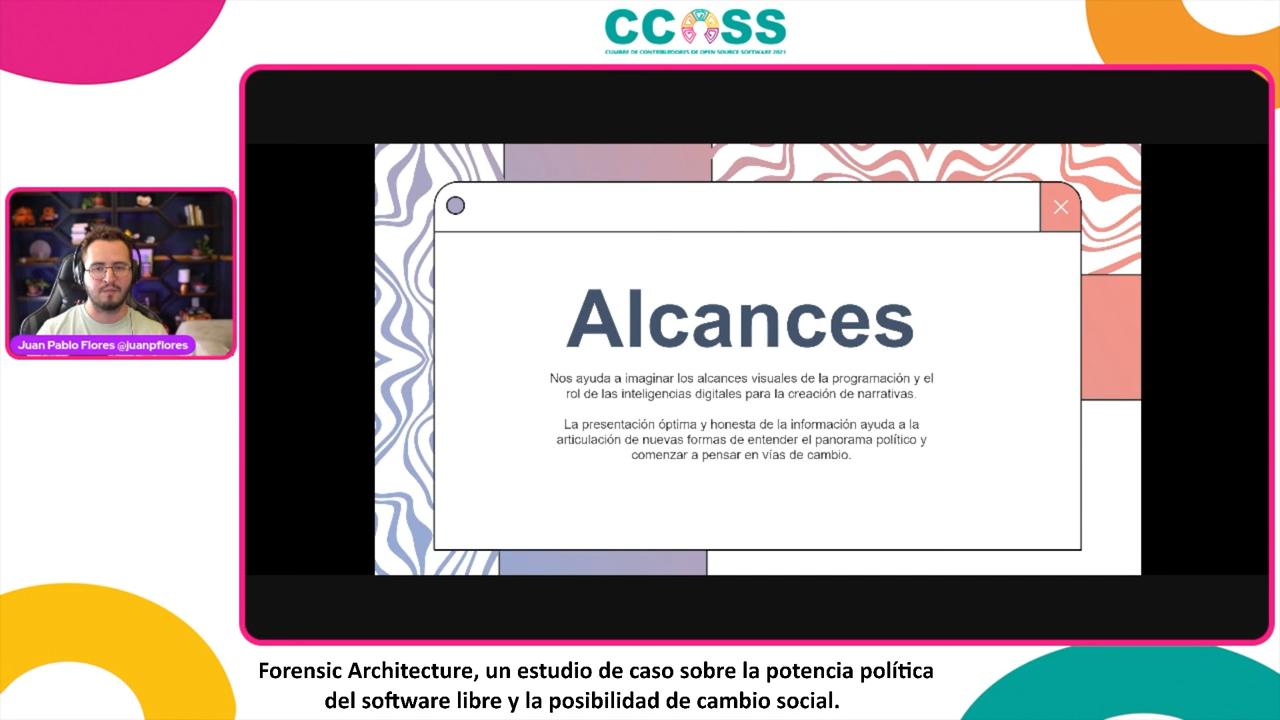 CCOSS
CUMBRE DE CONTRIBUIDORES DE OPEN SOURCE SOFTWARE 2021
Juan Pablo Flores @juanpflores
Alcances
Nos ayuda a imaginar los alcances visuales de la programación y el
rol de las inteligencias digitales para la creación de narrativas.
La presentación óptima y honesta de la información ayuda a la
articulación de nuevas formas de entender el panorama político y
comenzar a pensar en vías de cambio.
Forensic Architecture, un estudio de caso sobre la potencia política
del software libre y la posibilidad de cambio social.